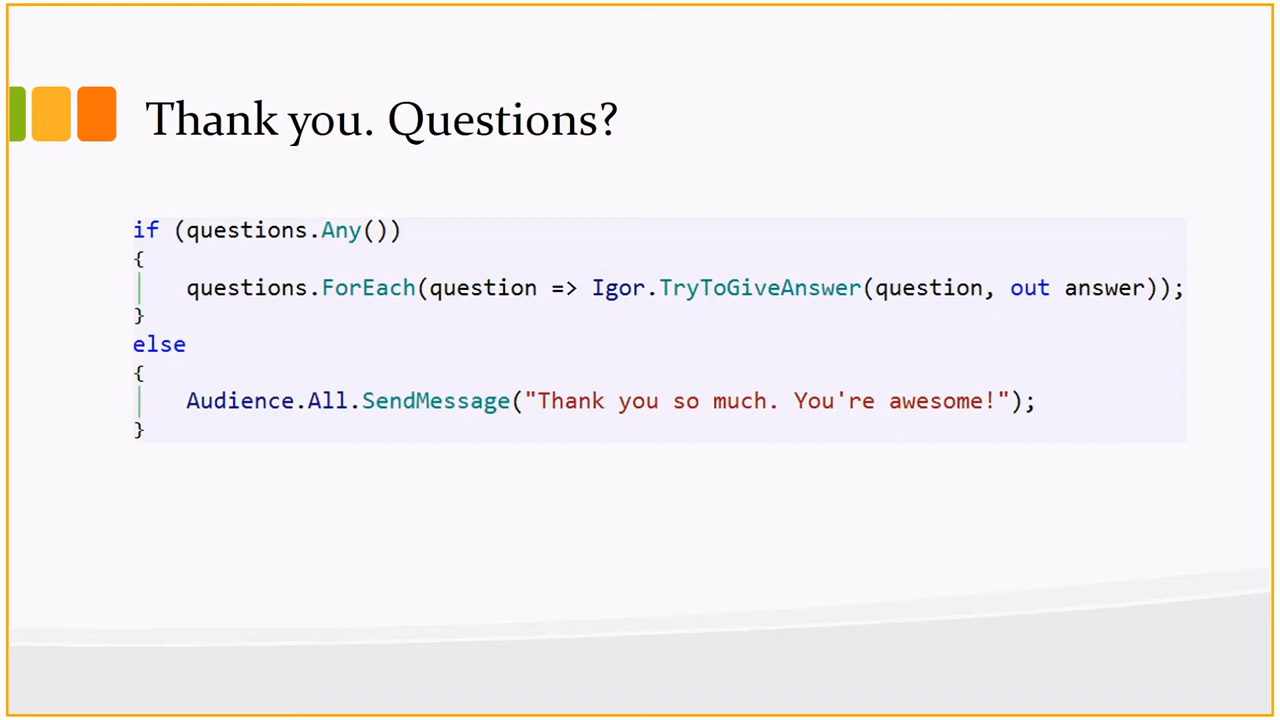 Thank you. Questions?
if (questions.Any())
{
questions.ForEach(question => Igor.TryToGiveAnswer(question, out answer));
}
else
{
Audience.All.SendMessage("Thank you so much. You're awesome!");
}